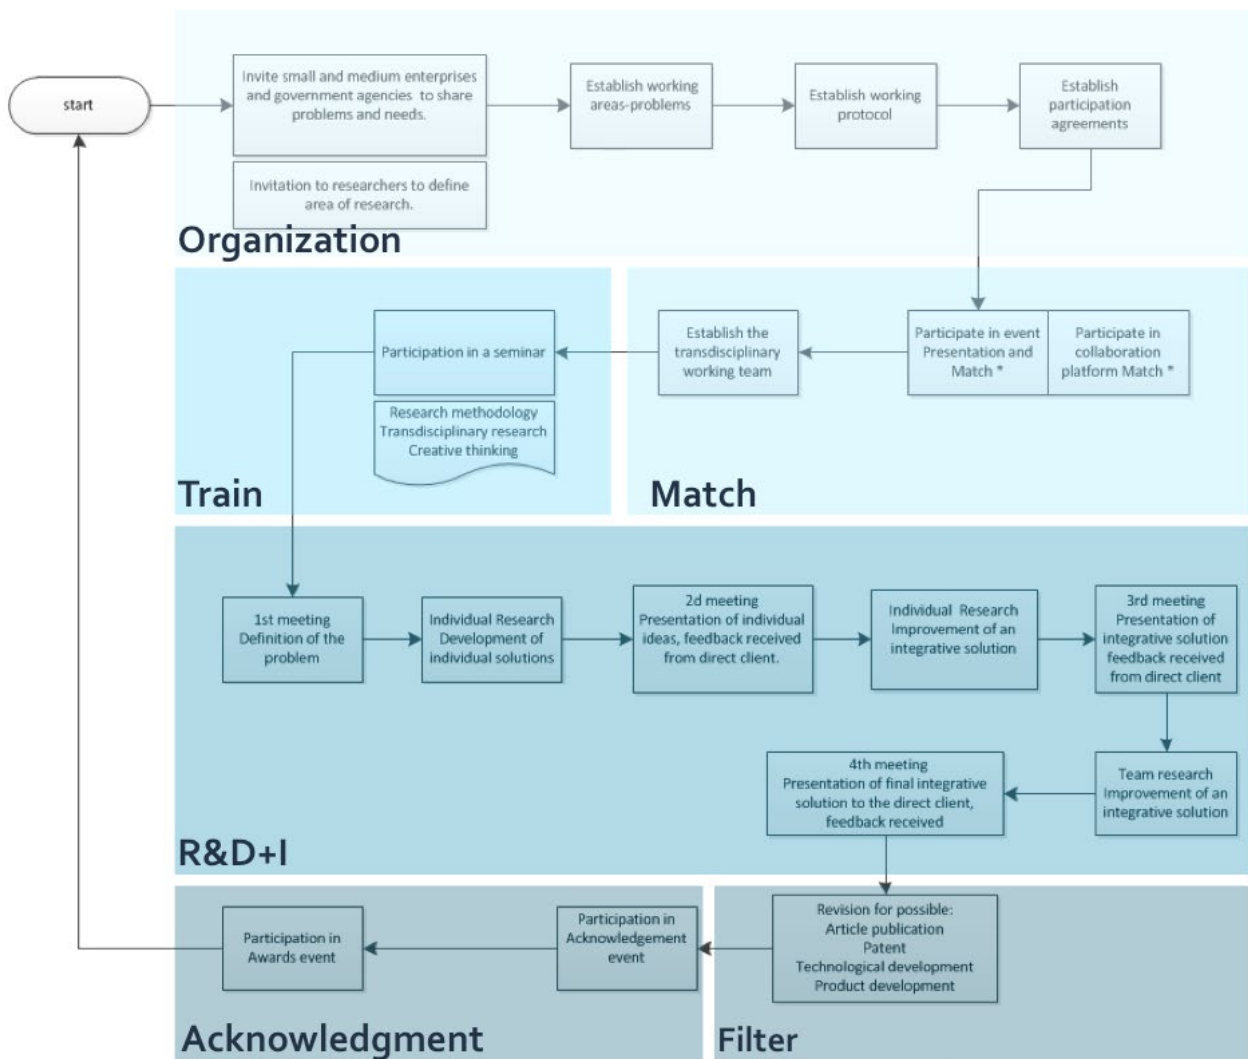 start
Invite small and medium enterprises
and government agencies to share
problems and needs.
Invitation to researchers to define
area of research.
Establish working
areas-problems
Establish working
protocol
Establish
participation
agreements
Organization
Participate in event
Presentation and
Match *
Participate in
collaboration
platform Match *
Establish the
transdisciplinary
working team
Match
Participation in a seminar
Research methodology
Transdisciplinary research
Creative thinking
Train
1st meeting
Definition of the
problem
Individual Research
Development of
individual solutions
2d meeting
Presentation of individual
ideas, feedback received
from direct client.
Individual Research
Improvement of an
integrative solution
3rd meeting
Presentation of
integrative solution
feedback received
from direct client
Team research
Improvement of an
integrative solution
4th meeting
Presentation of final integrative
solution to the direct client,
feedback received
R&D+I
Revision for possible:
Article publication
Patent
Technological development
Product development
Filter
Participation in
Acknowledgement
event
Participation in
Awards event
Acknowledgment